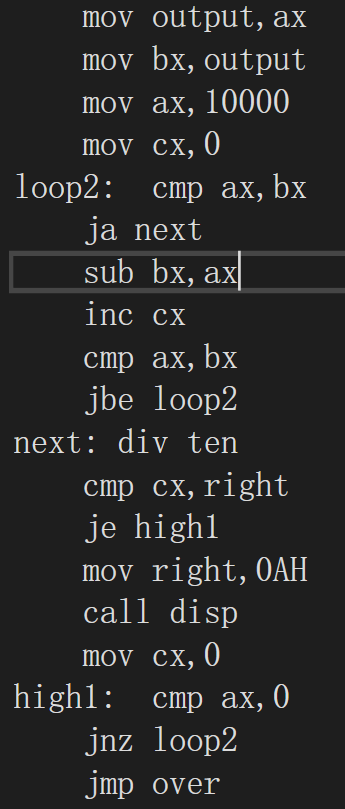 mov output,ax
mov bx,output
mov ax,10000
mov cx,0
loop2:  cmp ax,bx
ja next
sub bx,ax
inc cx
cmp ax,bx
jbe loop2
next: div ten
cmp cx,right
je high1
mov right,0AH
call disp
mov cx,0
high1:  cmp ax,0
jnz loop2
jmp over